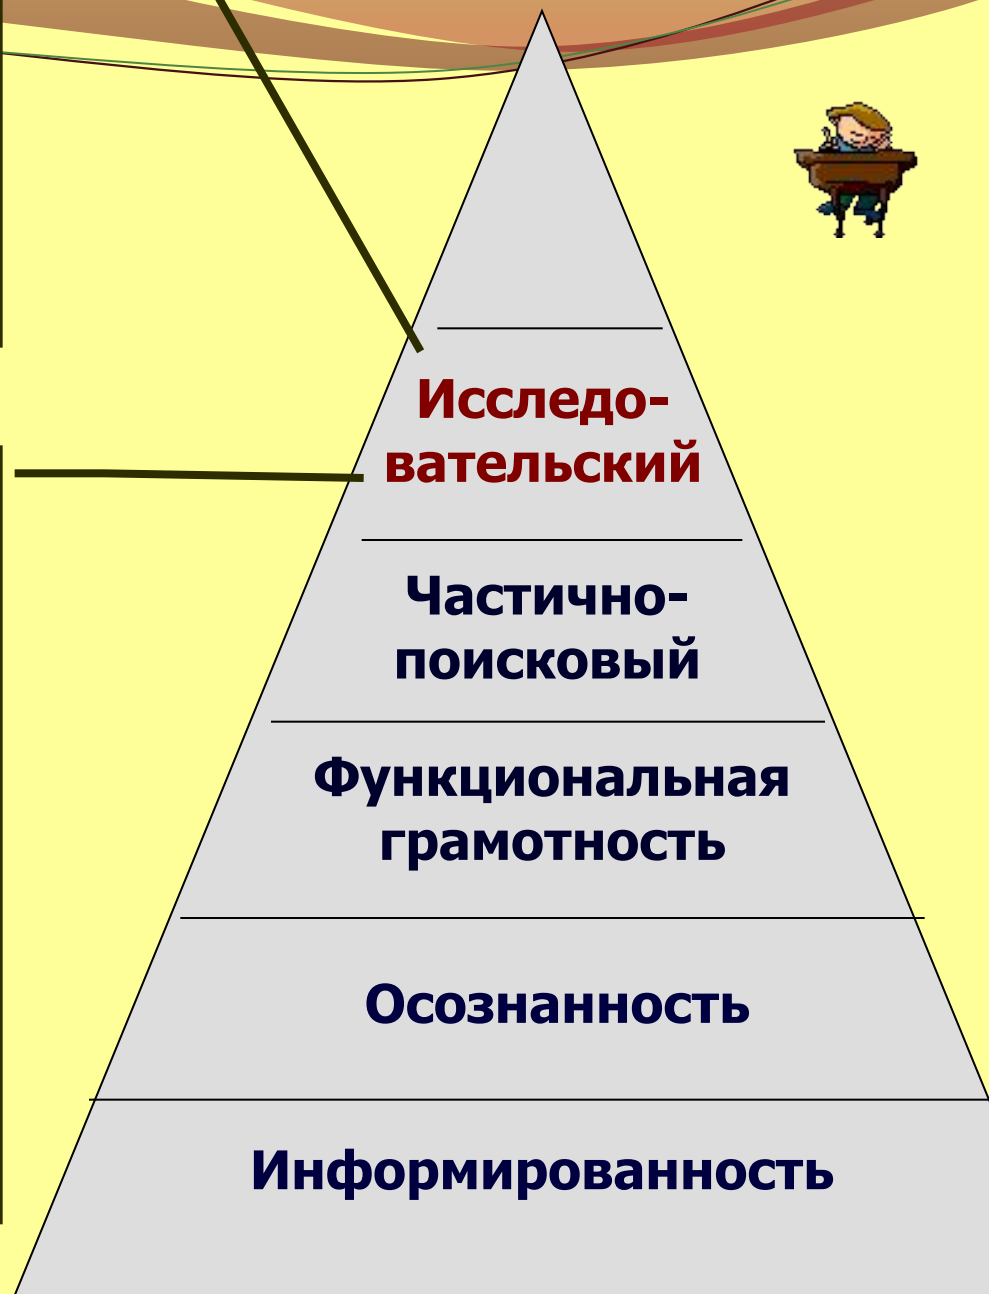 Исследо-
вательский
Частично-
поисковый
Функциональная
грамотность
Осознанность
Информированность